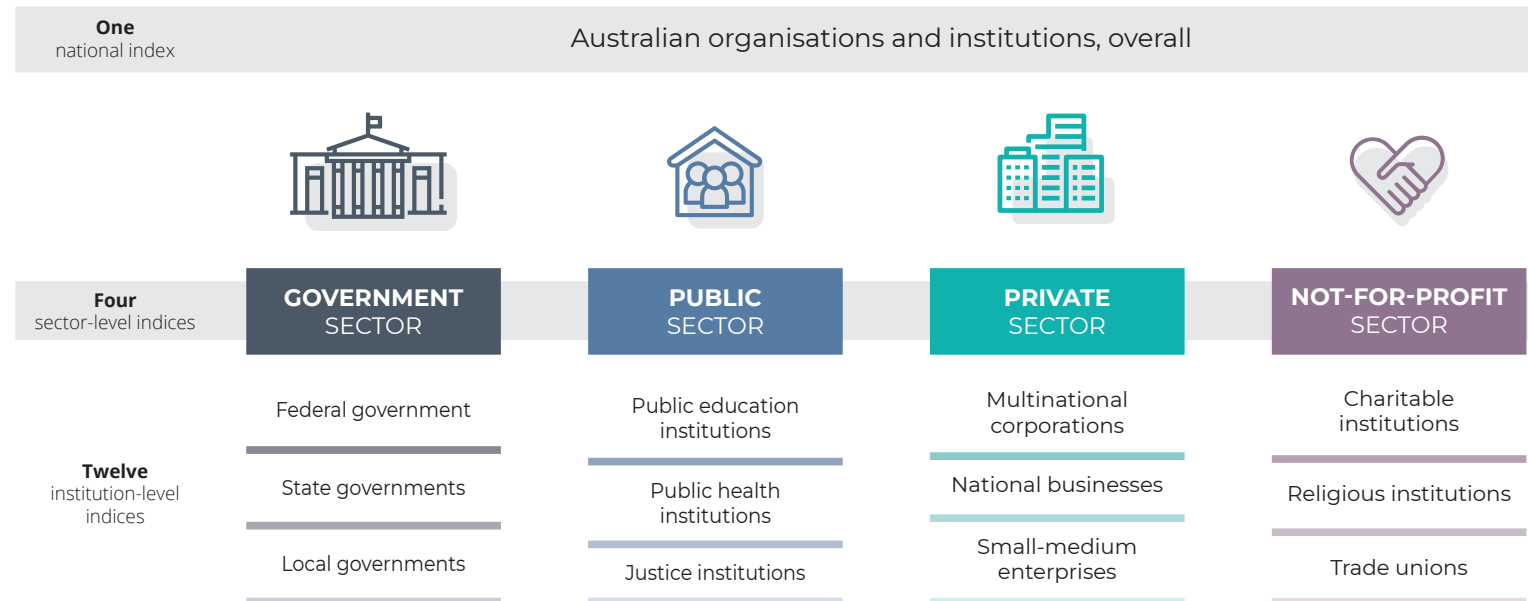 One
national index
Australian organisations and institutions, overall
Four
sector-level indices
GOVERNMENT
SECTOR
PUBLIC
SECTOR
PRIVATE
SECTOR
NOT-FOR-PROFIT
SECTOR
Twelve
institution-level
indices
Federal government
State governments
Local governments
Public education
institutions
Public health
institutions
Justice institutions
Multinational
corporations
National businesses
Small-medium
enterprises
Charitable
institutions
Religious institutions
Trade unions